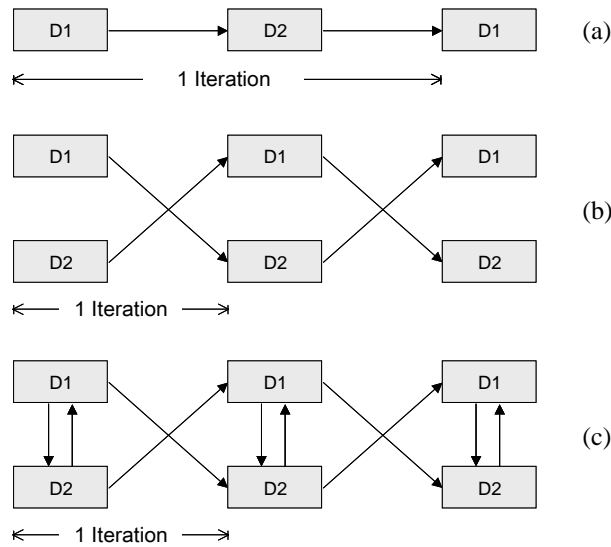 D1 D2 D1 (a)
1 Iteration
D1 D1 D1
(b)
D2 D2 D2
1 Iteration
D1 D1 D1
(c)
D2 D2 D2
1 Iteration